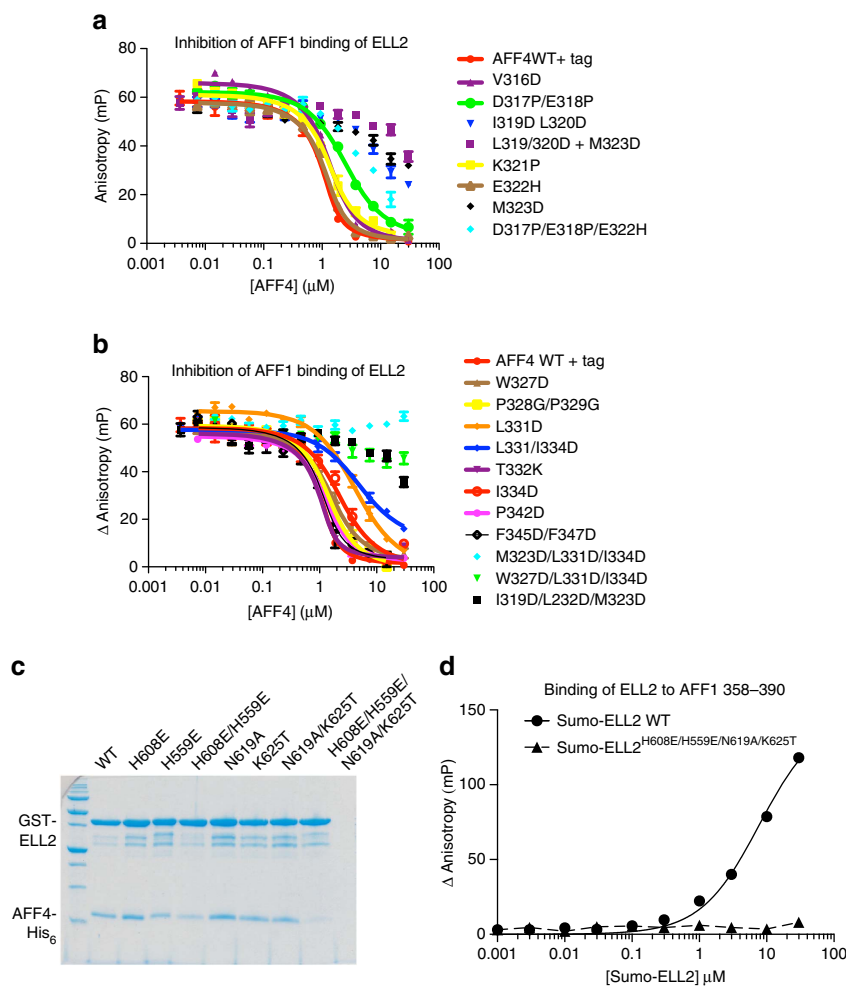 a
Inhibition of AFF1 binding of ELL2
80
60
40
20
0
Anisotropy (mP)
0.001
0.01
0.1
1
10
100
[AFF4] (μM)
AFF4WT+ tag
V316D
D317P/E318P
I319D L320D
L319/320D + M323D
K321P
E322H
M323D
D317P/E318P/E322H
b
Inhibition of AFF1 binding of ELL2
80
60
40
20
0
Δ Anisotropy (mP)
0.001
0.01
0.1
1
10
100
[AFF4] (μM)
AFF4 WT + tag
W327D
P328G/P329G
L331D
L331/I334D
T332K
I334D
P342D
F345D/F347D
M323D/L331D/I334D
W327D/L331D/I334D
I319D/L232D/M323D
c
WT
H608E
H559E
H608E/H559E
N619A
K625T
N619A/K625T
H608E/H559E/
N619A/K625T
GST-
ELL2
AFF4-
His6
d
Binding of ELL2 to AFF1 358–390
150
100
50
0
Δ Anisotropy (mP)
Sumo-ELL2 WT
Sumo-ELL2H608E/H559E/N619A/K625T
0.001
0.01
0.1
1
10
100
[Sumo-ELL2] μM